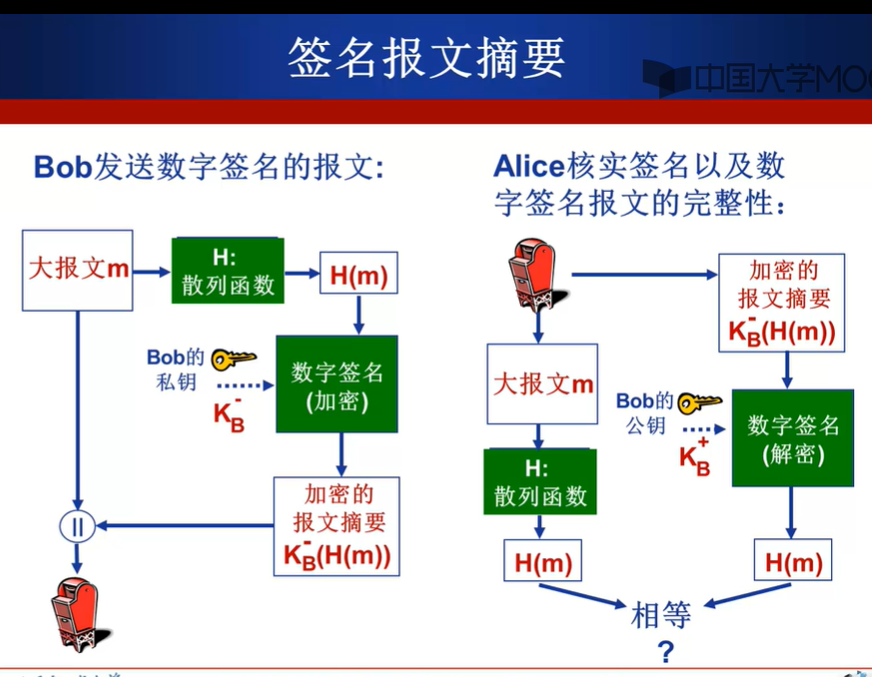 签名报文摘要
中国大学MOO
Bob发送数字签名的报文:
大报文m
H:
散列函数
H(m)
Bob的
私钥
K_B^-
数字签名
(加密)
加密的
报文摘要
K_B^-(H(m))
||
Alice核实签名以及数
字签名报文的完整性:
加密的
报文摘要
K_B^-(H(m))
大报文m
Bob的
公钥
K_B^+
数字签名
(解密)
H:
散列函数
H(m)
H(m)
相等
?